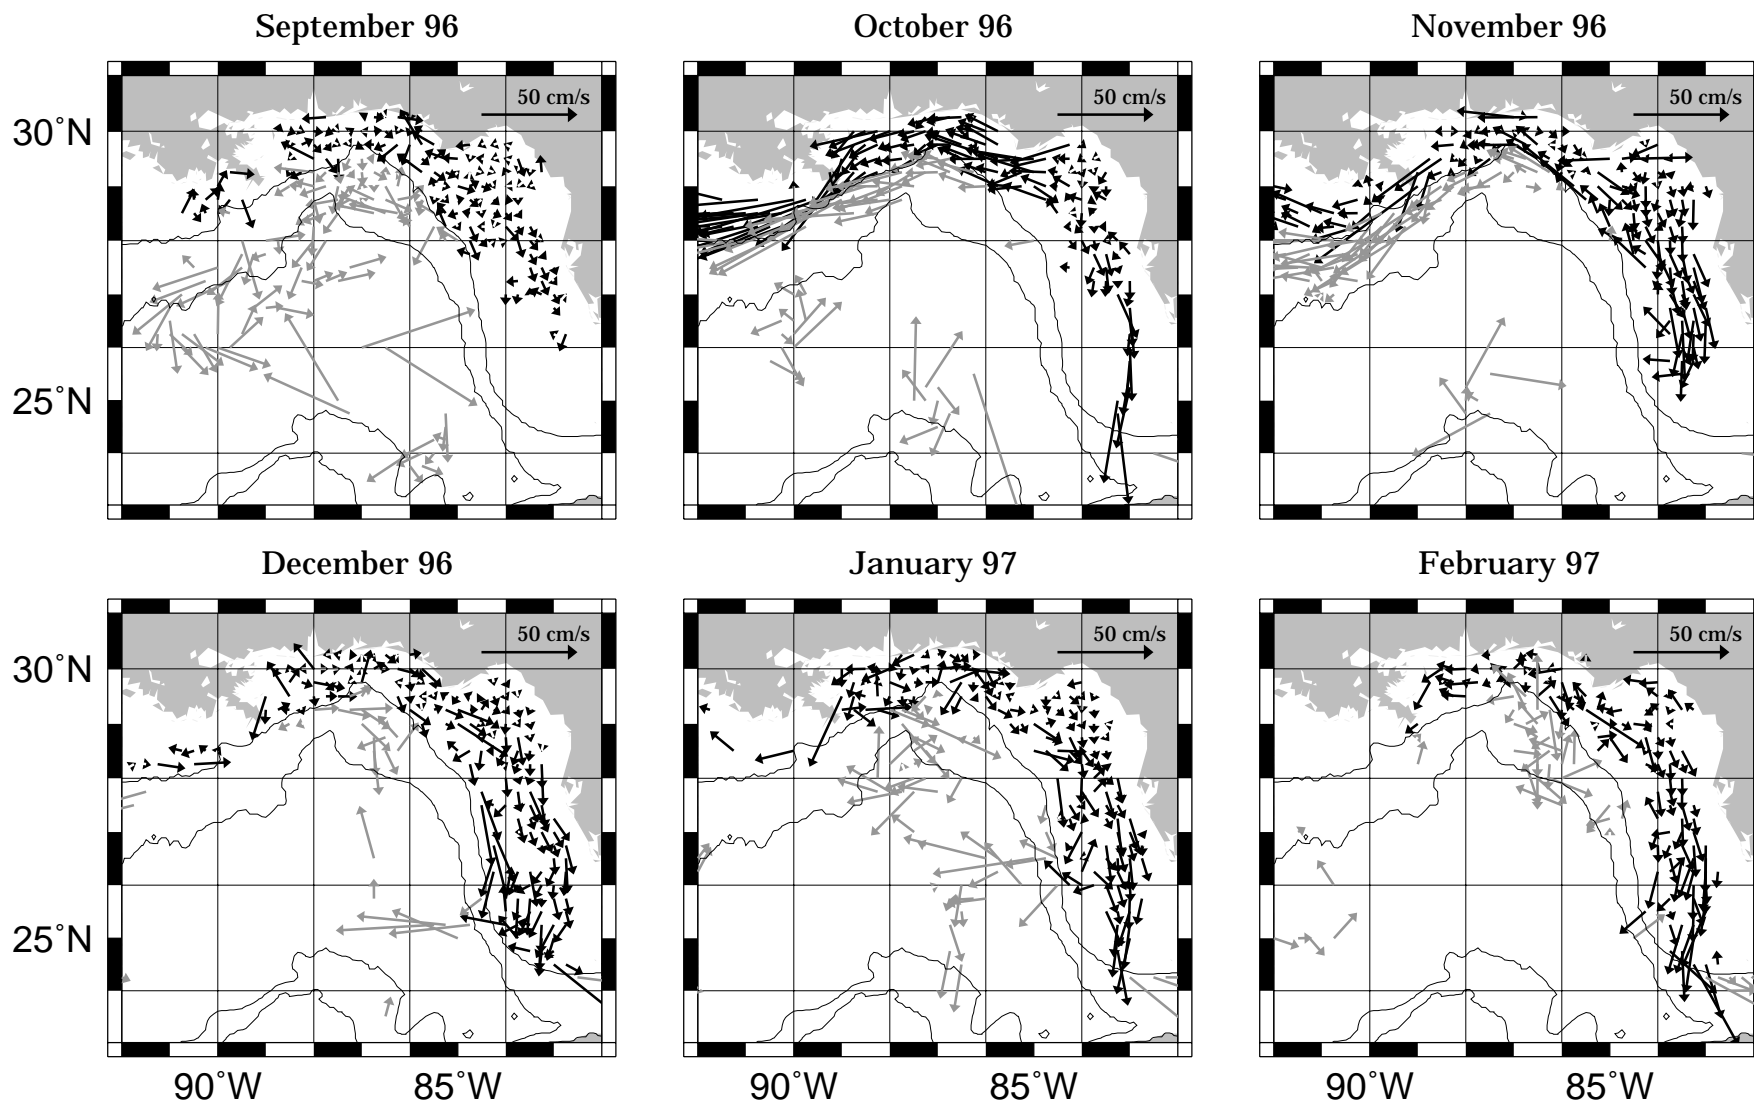 September 96
October 96
November 96
50 cm/s
50 cm/s
50 cm/s
30°N
25°N
December 96
January 97
February 97
50 cm/s
50 cm/s
50 cm/s
30°N
25°N
90°W 85°W
90°W 85°W
90°W 85°W